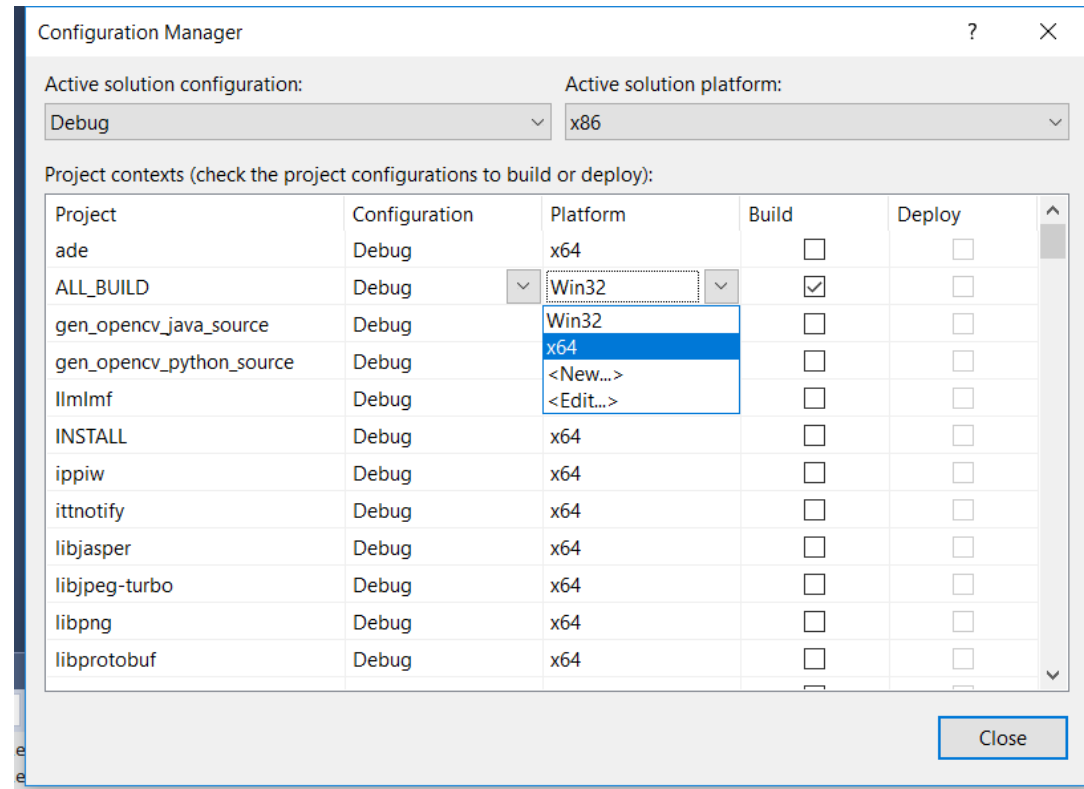 Configuration Manager ?
Active solution configuration: Active solution platform:
Debug x86
Project contexts (check the project configurations to build or deploy):
Project Configuration Platform Build Deploy
ade Debug x64
ALL_BUILD Debug Win32
gen_opencv_java_source Debug Win32
gen_opencv_python_source Debug x64
IlmImf Debug <New...>
<Edit...>
INSTALL Debug x64
ippiw Debug x64
ittnotify Debug x64
libjasper Debug x64
libjpeg-turbo Debug x64
libpng Debug x64
libprotobuf Debug x64
Close
e
e